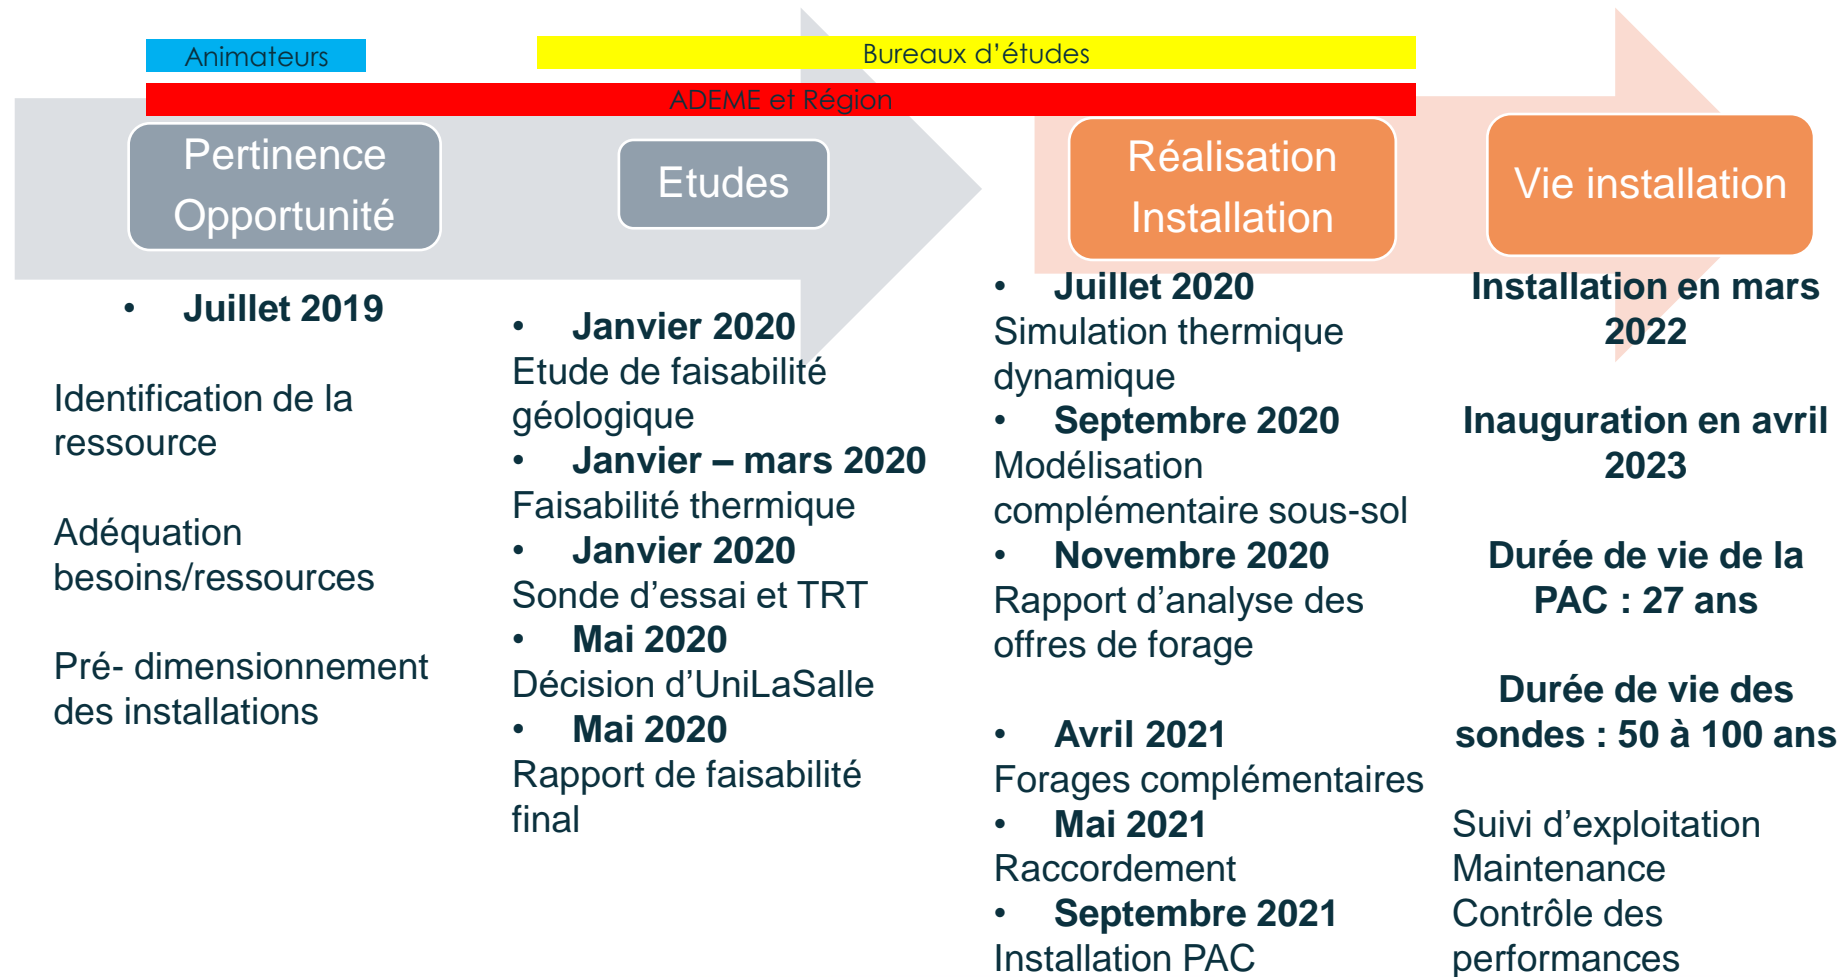 Animateurs
Bureaux d’études
ADEME et Région
Pertinence
Opportunité
Etudes
Réalisation
Installation
Vie installation
• Juillet 2019
Identification de la
ressource
Adéquation
besoins/ressources
Pré- dimensionnement
des installations
• Janvier 2020
Etude de faisabilité
géologique
• Janvier – mars 2020
Faisabilité thermique
• Janvier 2020
Sonde d’essai et TRT
• Mai 2020
Décision d’UniLaSalle
• Mai 2020
Rapport de faisabilité
final
• Juillet 2020
Simulation thermique
dynamique
• Septembre 2020
Modélisation
complémentaire sous-sol
• Novembre 2020
Rapport d’analyse des
offres de forage
• Avril 2021
Forages complémentaires
• Mai 2021
Raccordement
• Septembre 2021
Installation PAC
Installation en mars
2022
Inauguration en avril
2023
Durée de vie de la
PAC : 27 ans
Durée de vie des
sondes : 50 à 100 ans
Suivi d’exploitation
Maintenance
Contrôle des
performances